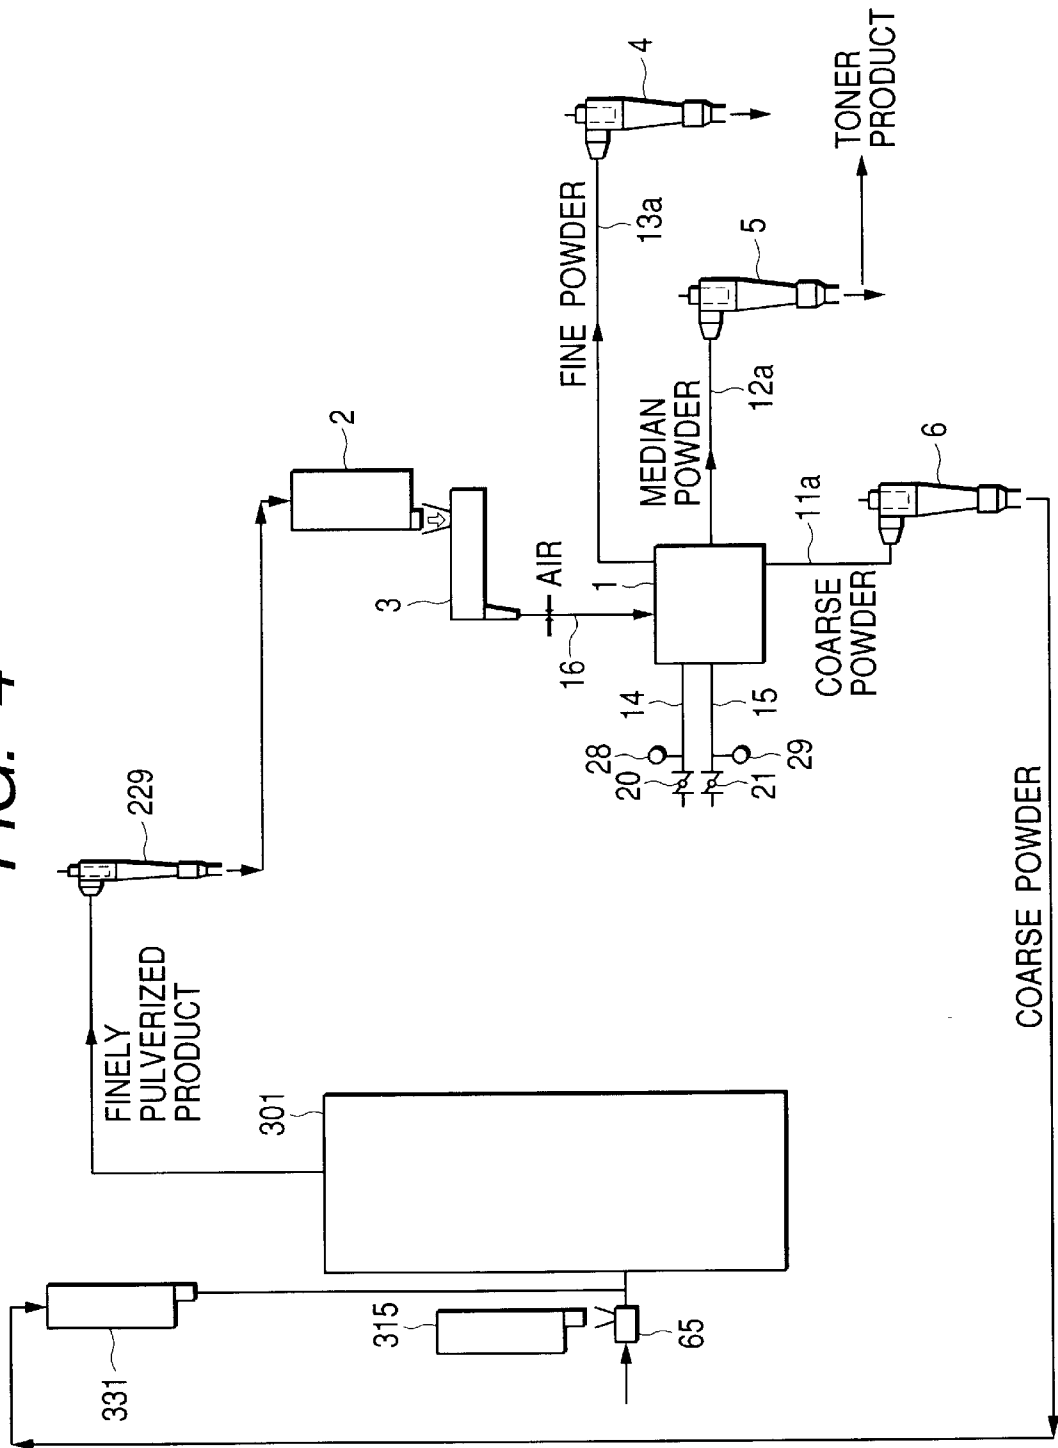 FIG. 4
331
FINELY
PULVERIZED
PRODUCT
229
301
315
65
2
3
AIR
16
1
FINE POWDER
13a
4
MEDIAN
POWDER
12a
5
TONER
PRODUCT
28
20
14
15
21
29
COARSE
POWDER
11a
6
COARSE POWDER